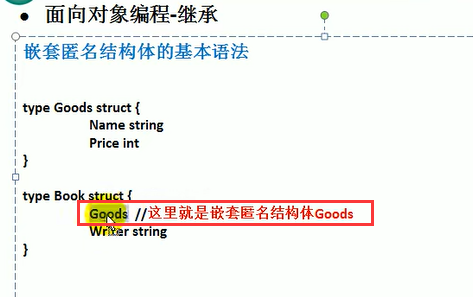 • 面向对象编程-继承
嵌套匿名结构体的基本语法
type Goods struct {
Name string
Price int
}
type Book struct {
Goods //这里就是嵌套匿名结构体Goods
Writer string
}